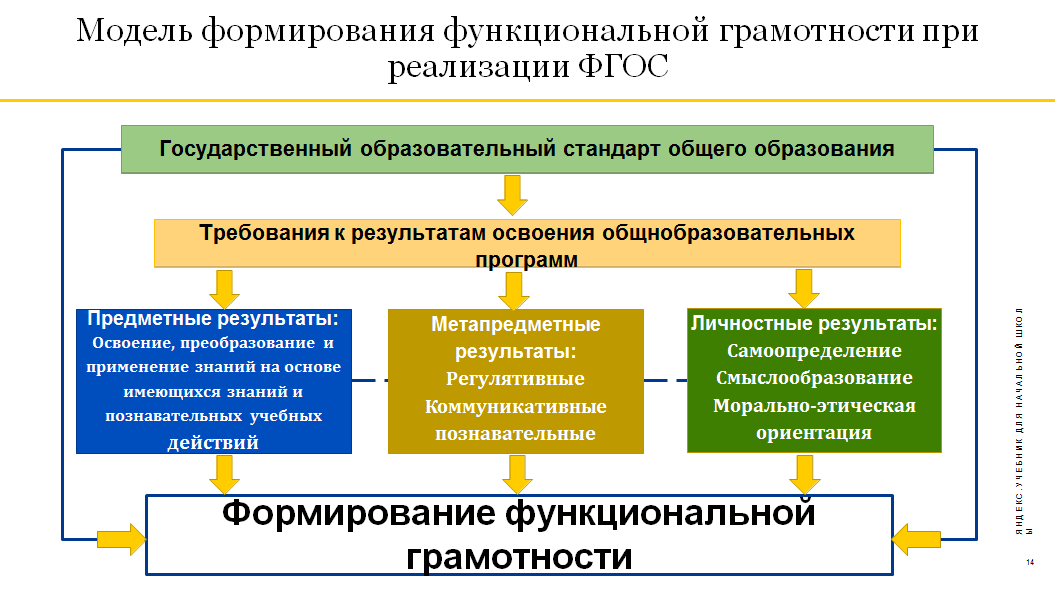 Модель формирования функциональной грамотности при
реализации ФГОС
Государственный образовательный стандарт общего образования
Требования к результатам освоения общнобразовательных
программ
Предметные результаты:
Освоение, преобразование и
применение знаний на основе
имеющихся знаний и
познавательных учебных
действий
Метапредметные
результаты:
Регулятивные
Коммуникативные
познавательные
Личностные результаты:
Самоопределение
Смыслообразование
Морально-этическая
ориентация
Формирование функциональной
грамотности
ЯНДЕКС.УЧЕБНИК ДЛЯ НАЧАЛЬНОЙ ШКОЛ
Ы
14